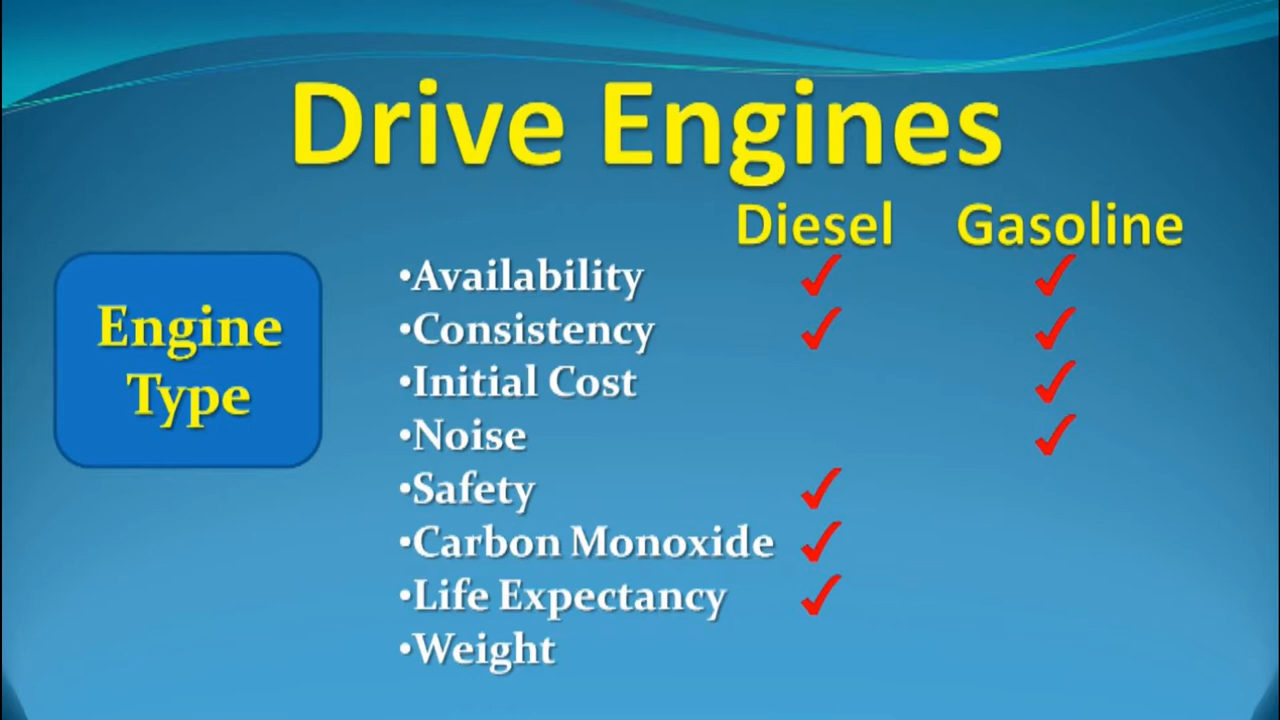 Drive Engines
Diesel Gasoline
Engine
Type
•Availability ✓ ✓
•Consistency ✓ ✓
•Initial Cost ✓
•Noise ✓
•Safety ✓
•Carbon Monoxide ✓
•Life Expectancy ✓
•Weight